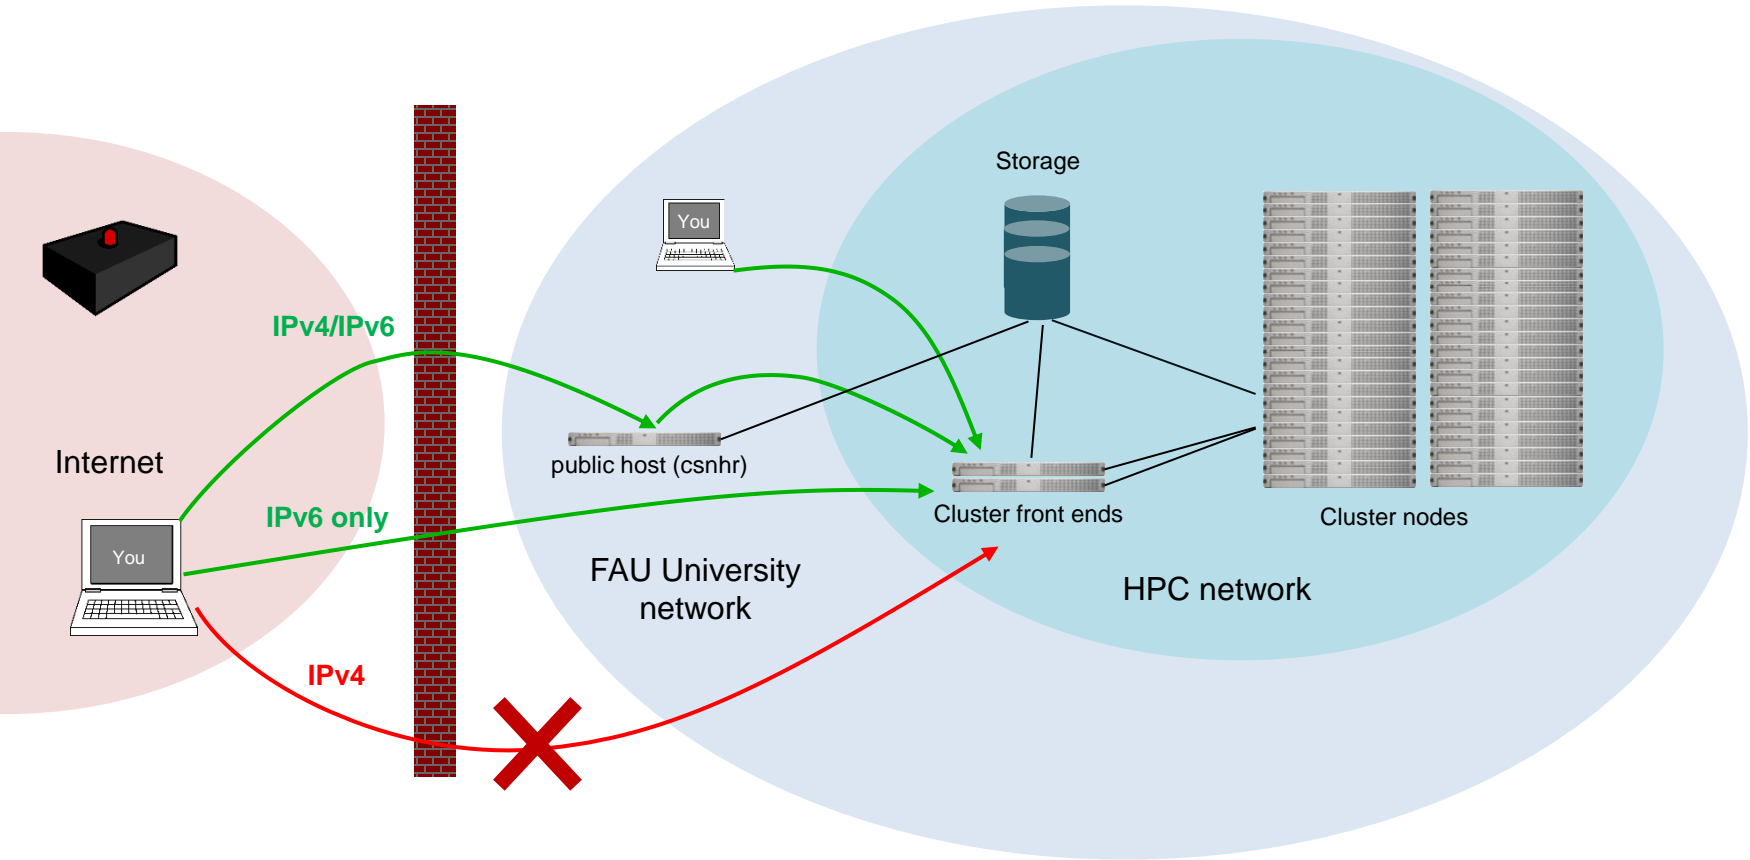 Storage
You
IPv4/IPv6
Internet
public host (csnhr)
IPv6 only
Cluster front ends
Cluster nodes
You
FAU University
network
HPC network
IPv4